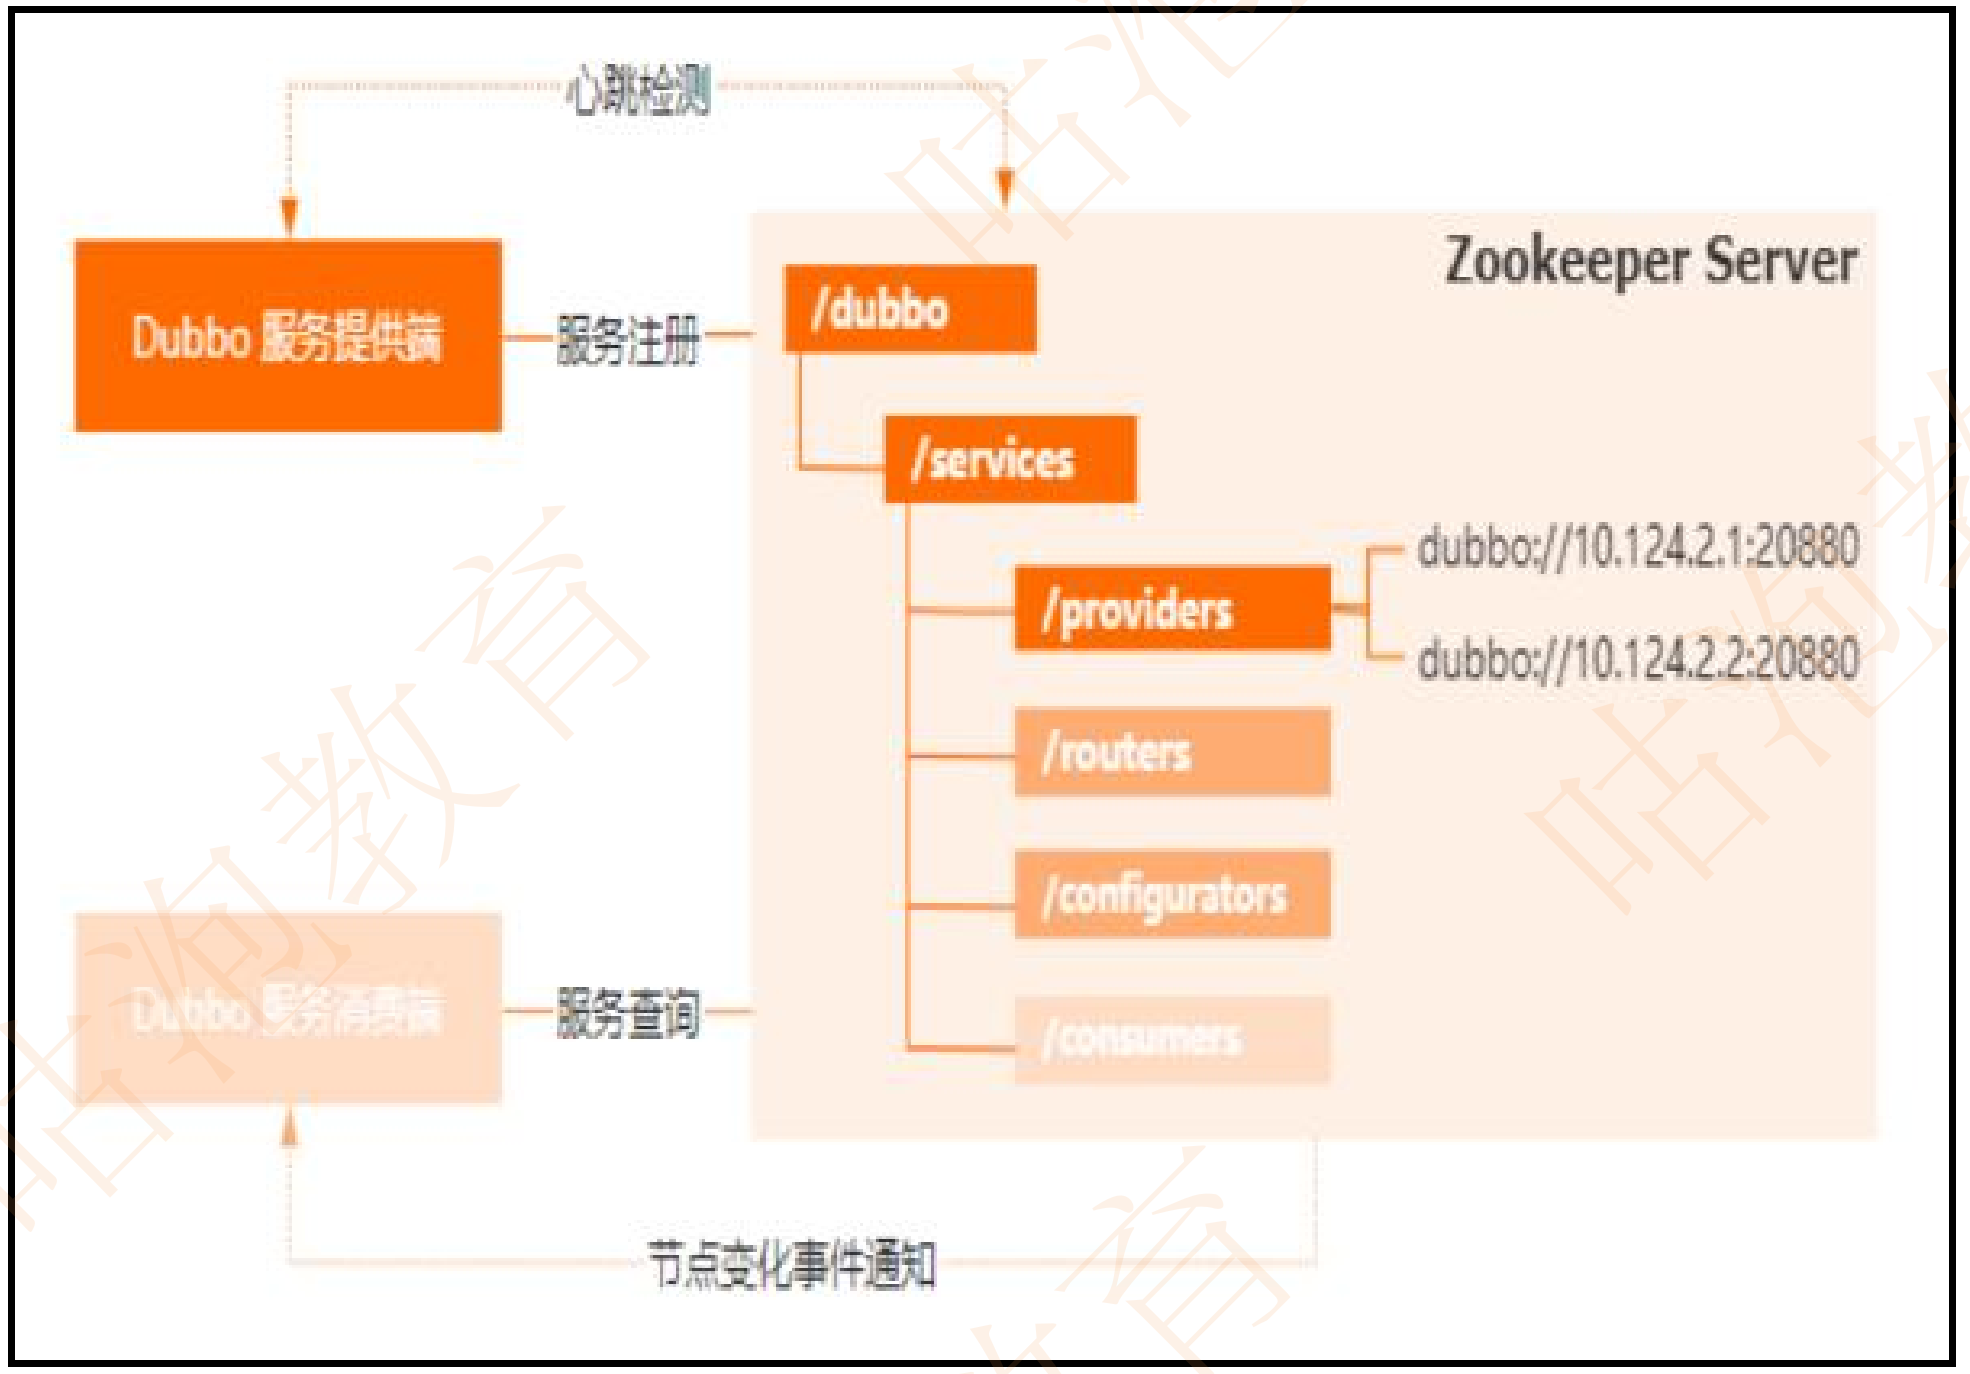 心跳检测
Zookeeper Server
/dubbo
Dubbo 服务提供端
服务注册
/services
dubbo://10.124.2.1:20880
/providers
dubbo://10.124.2.2:20880
/routers
/configurators
Dubbo 服务消费端
服务查询
/consumers
节点变化事件通知
咕泡教育
咕泡教
咕泡
教育